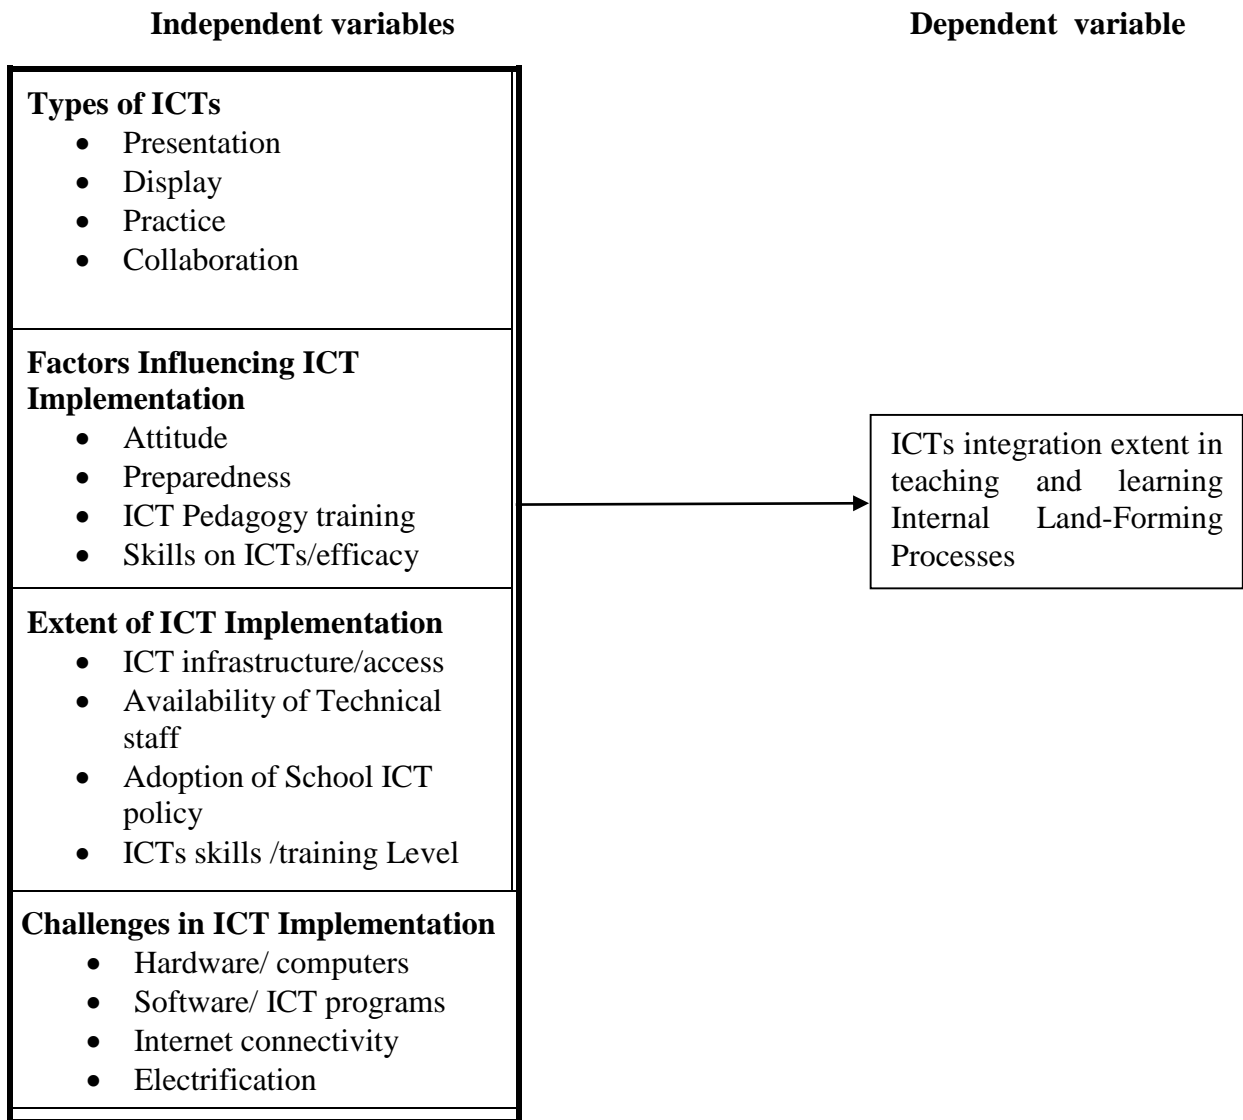 Independent variables
Dependent variable
Types of ICTs
• Presentation
• Display
• Practice
• Collaboration
Factors Influencing ICT
Implementation
• Attitude
• Preparedness
• ICT Pedagogy training
• Skills on ICTs/efficacy
Extent of ICT Implementation
• ICT infrastructure/access
• Availability of Technical
staff
• Adoption of School ICT
policy
• ICTs skills /training Level
Challenges in ICT Implementation
• Hardware/ computers
• Software/ ICT programs
• Internet connectivity
• Electrification
ICTs integration extent in
teaching and learning
Internal Land-Forming
Processes